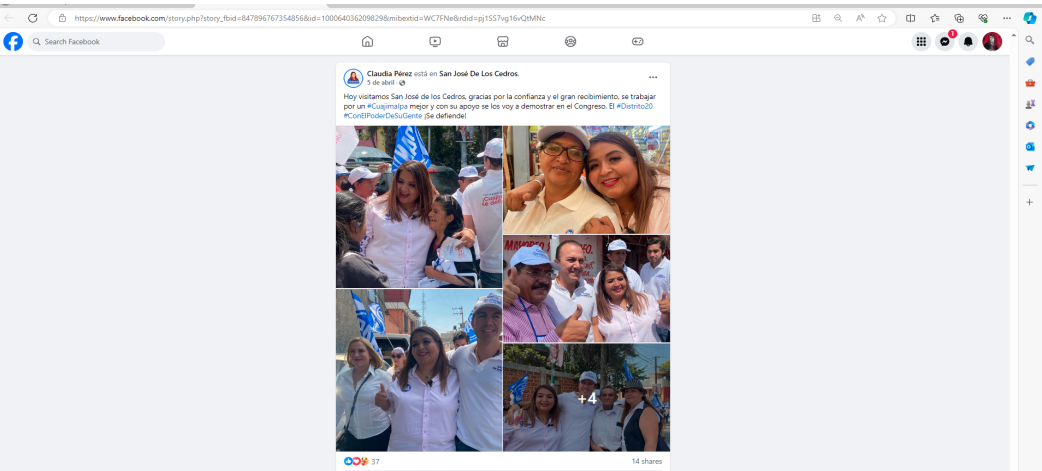 https://www.facebook.com/story.php?story_fbid=847896767354856&id=100064036209829&mibextid=WC7FNe&rdid=pj1SS7vg16vQtMNc
Search Facebook
Claudia Pérez está en San José De Los Cedros.
5 de abril
Hoy visitamos San José de los Cedros, gracias por la confianza y el gran recibimiento, se trabajar
por un #Cuajimalpa mejor y con su apoyo se los voy a demostrar en el Congreso. El #Distrito20
#ConElPoderDeSuGente ¡Se defiende!
MAYOREO
+4
37
14 shares